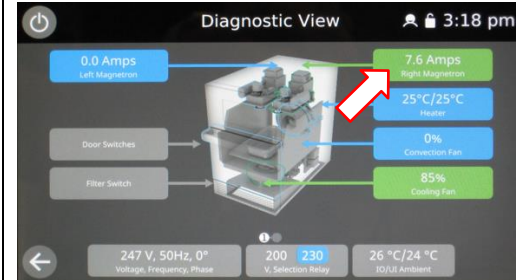 Diagnostic View
3:18 pm
0.0 Amps
Left Magnetron
7.6 Amps
Right Magnetron
25°C/25°C
Heater
Door Switches
0%
Convection Fan
Filter Switch
85%
Cooling Fan
1
247 V, 50Hz, 0°
Voltage, Frequency, Phase
200 230
V, Selection Relay
26 °C/24 °C
IO/UI Ambient